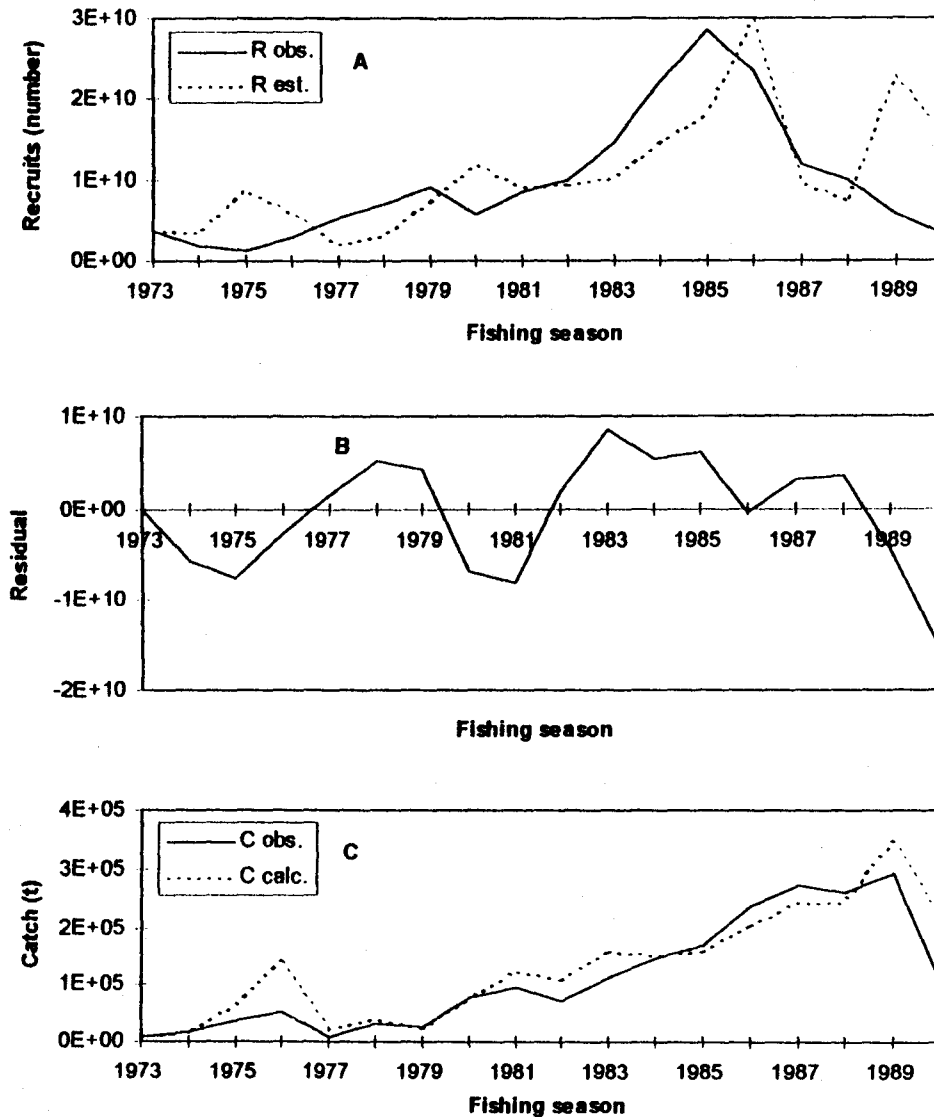 3E+10
R obs.
R est.
A
2E+10
1E+10
0E+00
Recruits (number)
1973 1975 1977 1979 1981 1983 1985 1987 1989
Fishing season
1E+10
B
0E+00
-1E+10
-2E+10
Residual
1973 1975 1977 1979 1981 1983 1985 1987 1989
Fishing season
4E+05
C obs.
C calc.
C
3E+05
2E+05
1E+05
0E+00
Catch (t)
1973 1975 1977 1979 1981 1983 1985 1987 1989
Fishing season